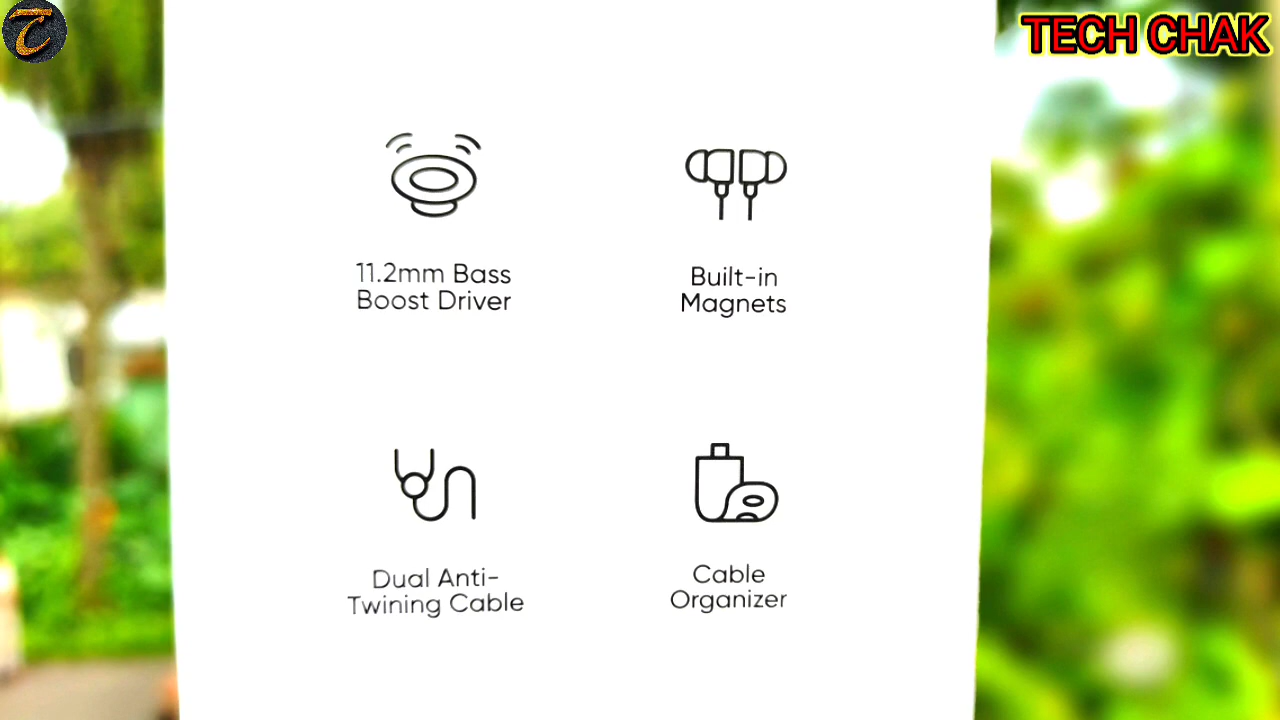 TECH CHAK
11.2mm Bass
Boost Driver
Built-in
Magnets
Dual Anti-
Twining Cable
Cable
Organizer